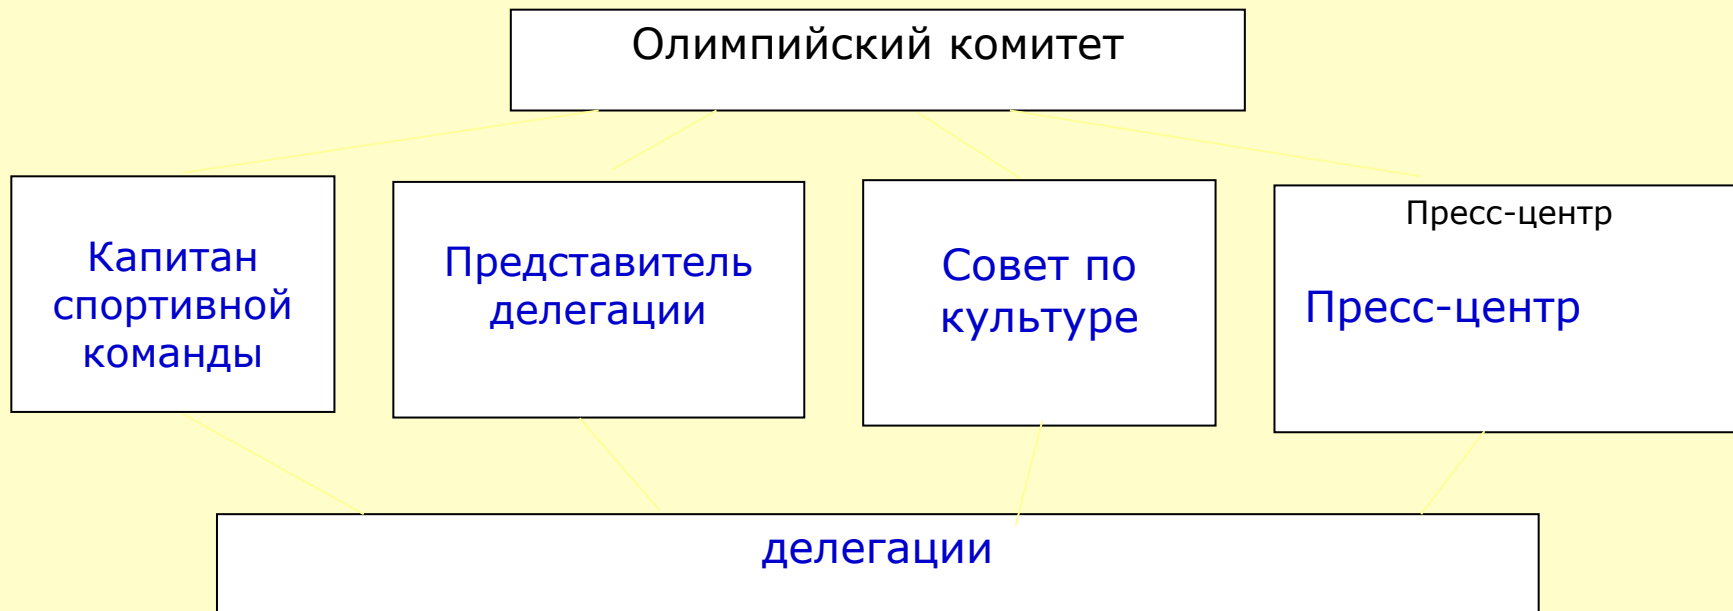 Олимпийский комитет
Капитан
спортивной
команды
Представитель
делегации
Совет по
культуре
Пресс-центр
Пресс-центр
делегации